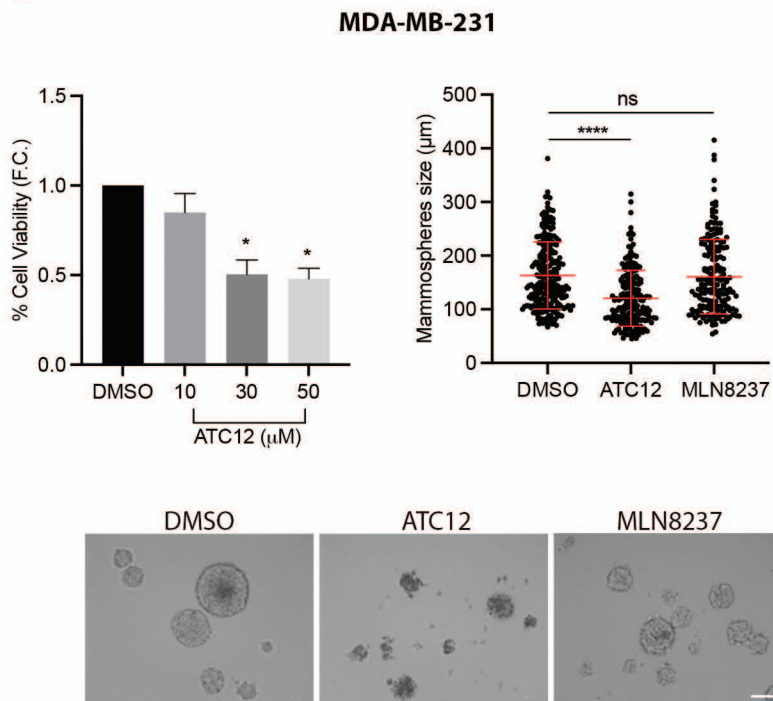 MDA-MB-231
% Cell Viability (F.C.)
1.5
1.0
0.5
0.0
*
*
DMSO
10
30
50
ATC12 (μM)
Mammospheres size (μm)
500
400
300
200
100
0
ns
****
DMSO
ATC12
MLN8237
DMSO
ATC12
MLN8237